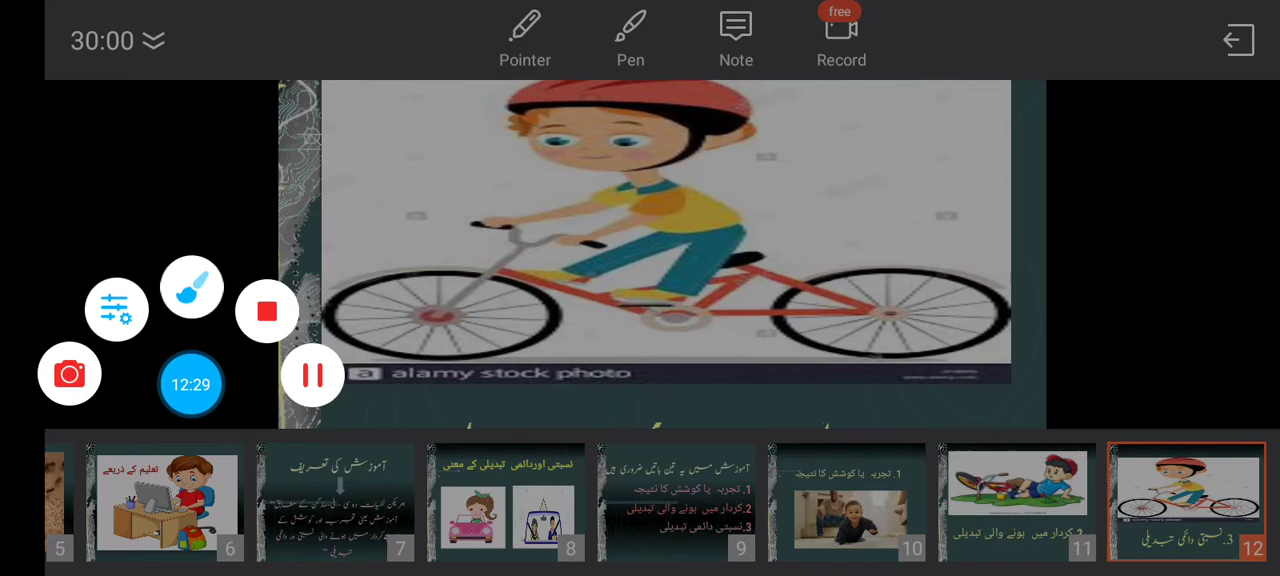 30:00
Pointer
Pen
Note
free
Record
12:29
a alamy stock photo
تعلیم کے ذریعے
آموزش کی تعریف
نسبتی اوردائمی تبدیلی کے معنی
آموزش میں یہ تین باتیں ضروری ہیں
1. تجربہ یا کوشش کا نتیجہ
2.کردار میں ہونے والی تبدیلی
3.نسبتی دائمی تبدیلی
1. تجربہ یا کوشش کا نتیجہ
2.کردار میں ہونے والی تبدیلی
3.نسبتی دائمی تبدیلی
5
6
7
8
9
10
11
12